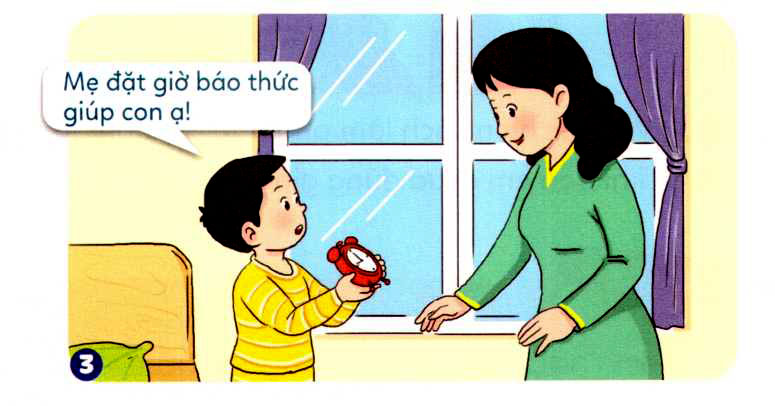 Mẹ đặt giờ báo thức
giúp con ạ!
3